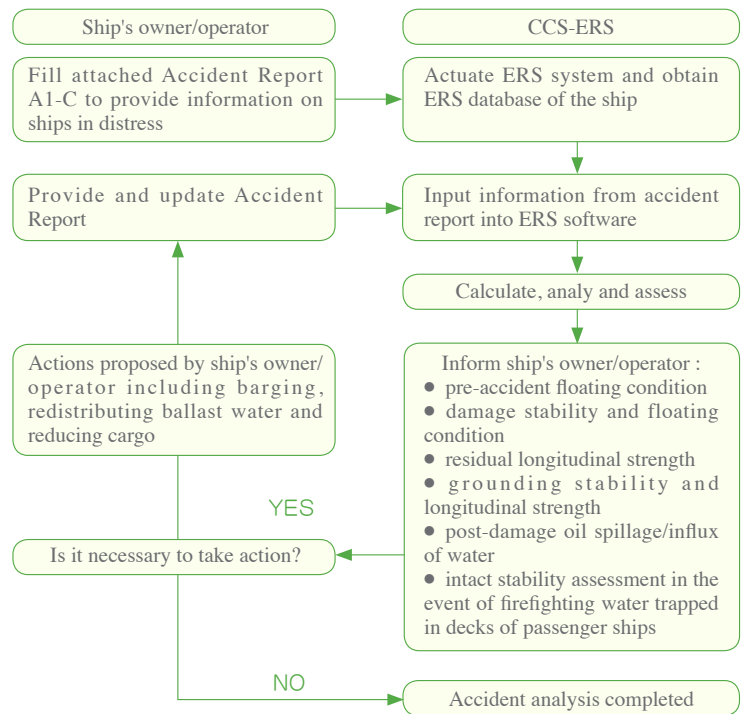 Ship's owner/operator
CCS-ERS
Fill attached Accident Report
A1-C to provide information on
ships in distress
Actuate ERS system and obtain
ERS database of the ship
Provide and update Accident
Report
Input information from accident
report into ERS software
Calculate, analy and assess
Actions proposed by ship's owner/
operator including barging,
redistributing ballast water and
reducing cargo
Inform ship's owner/operator :
● pre-accident floating condition
● damage stability and floating
condition
● residual longitudinal strength
● grounding stability and
longitudinal strength
● post-damage oil spillage/influx
of water
● intact stability assessment in the
event of firefighting water trapped
in decks of passenger ships
YES
Is it necessary to take action?
NO
Accident analysis completed